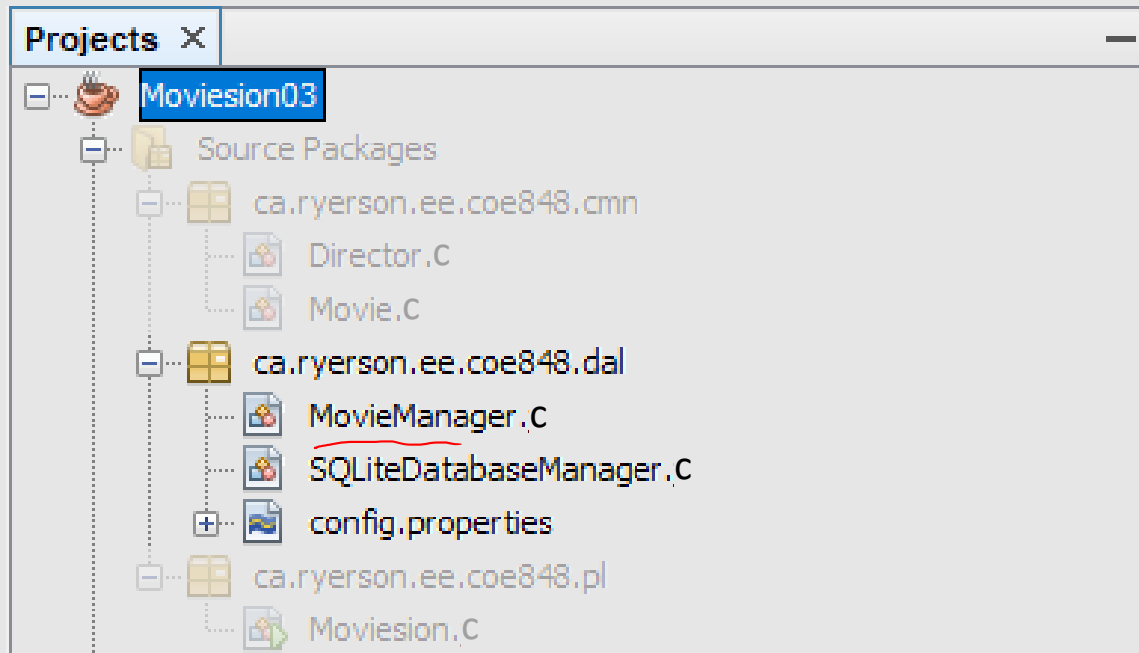 Projects
Moviesion03
Source Packages
ca.ryerson.ee.coe848.cmn
Director.c
Movie.c
ca.ryerson.ee.coe848.dal
MovieManager.c
SQLiteDatabaseManager.c
config.properties
ca.ryerson.ee.coe848.pl
Moviesion.c